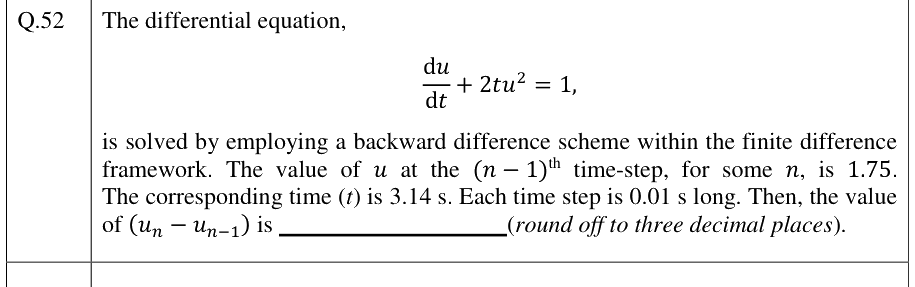 Q.52 The differential equation,
du/dt + 2tu² = 1,
is solved by employing a backward difference scheme within the finite difference
framework. The value of u at the (n − 1)ᵗʰ time-step, for some n, is 1.75.
The corresponding time (t) is 3.14 s. Each time step is 0.01 s long. Then, the value
of (uₙ − uₙ₋₁) is ____________________(round off to three decimal places).